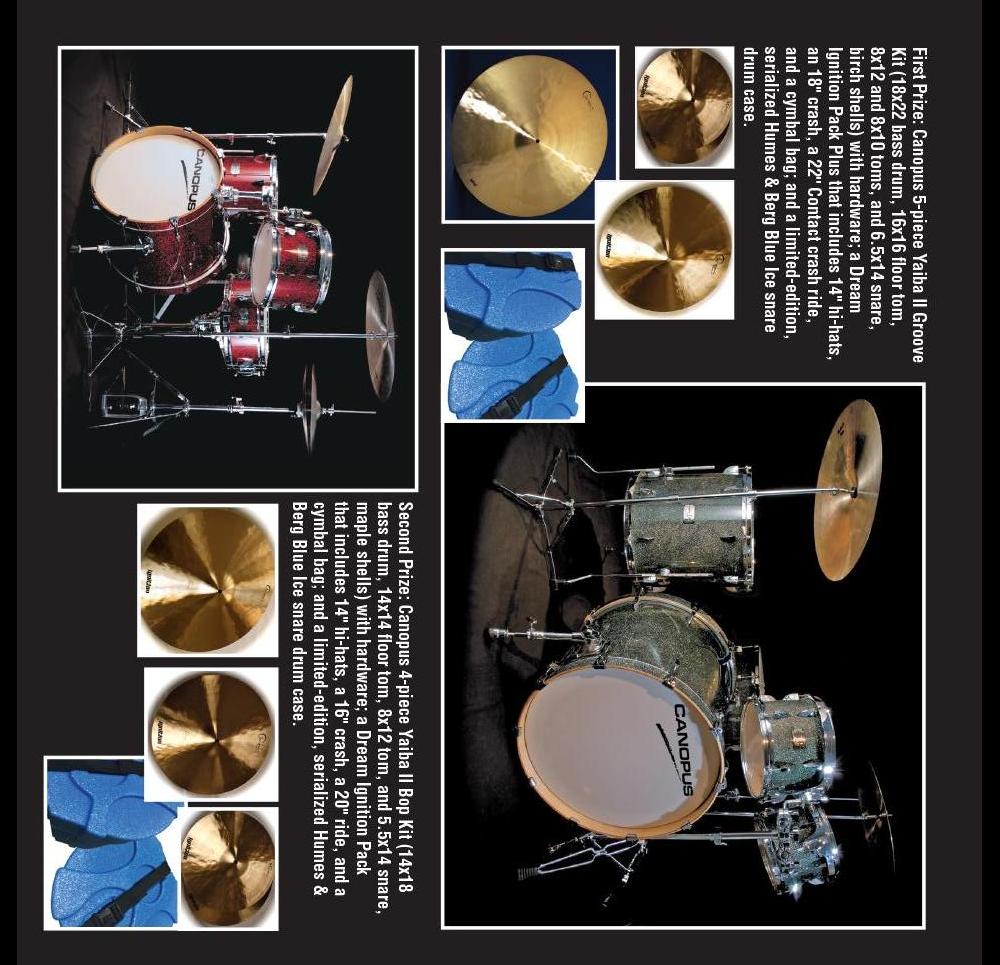 First Prize: Canopus 5-piece Yaiba II Groove
Kit (18x22 bass drum, 16x16 floor tom,
8x12 and 8x10 toms, and 6.5x14 snare,
birch shells) with hardware; a Dream
Ignition Pack Plus that includes 14" hi-hats,
an 18" crash, a 22" Contact crash ride,
and a cymbal bag; and a limited-edition,
serialized Humes & Berg Blue Ice snare
drum case.
CANOPUS
CANOPUS
Second Prize: Canopus 4-piece Yaiba II Bop Kit (14x18
bass drum, 14x14 floor tom, 8x12 tom, and 5.5x14 snare,
maple shells) with hardware; a Dream Ignition Pack
that includes 14" hi-hats, a 16" crash, a 20" ride, and a
cymbal bag; and a limited-edition, serialized Humes &
Berg Blue Ice snare drum case.